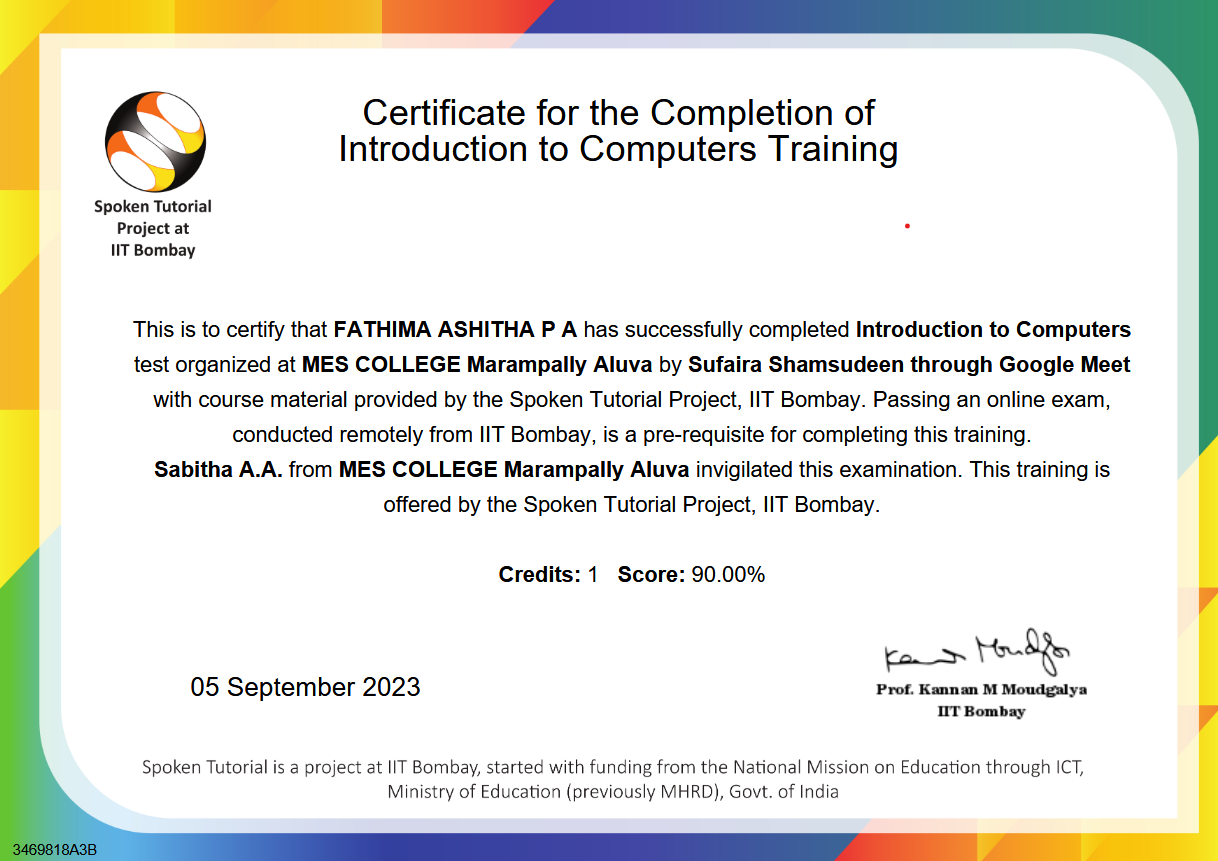 Certificate for the Completion of
Introduction to Computers Training
Spoken Tutorial
Project at
IIT Bombay
This is to certify that FATHIMA ASHITHA P A has successfully completed Introduction to Computers
test organized at MES COLLEGE Marampally Aluva by Sufaira Shamsudeen through Google Meet
with course material provided by the Spoken Tutorial Project, IIT Bombay. Passing an online exam,
conducted remotely from IIT Bombay, is a pre-requisite for completing this training.
Sabitha A.A. from MES COLLEGE Marampally Aluva invigilated this examination. This training is
offered by the Spoken Tutorial Project, IIT Bombay.
Credits: 1 Score: 90.00%
05 September 2023
Kannan Moudgalya
Prof. Kannan M Moudgalya
IIT Bombay
Spoken Tutorial is a project at IIT Bombay, started with funding from the National Mission on Education through ICT,
Ministry of Education (previously MHRD), Govt. of India
3469818A3B